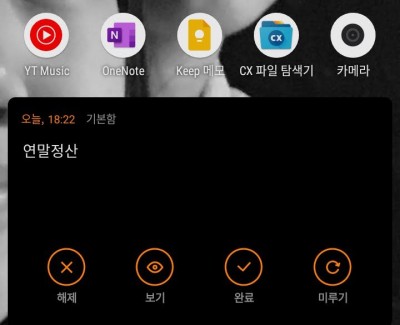 YT Music OneNote Keep 메모 CX 파일 탐색기 카메라
오늘, 18:22 기본함
연말정산
해제 보기 완료 미루기